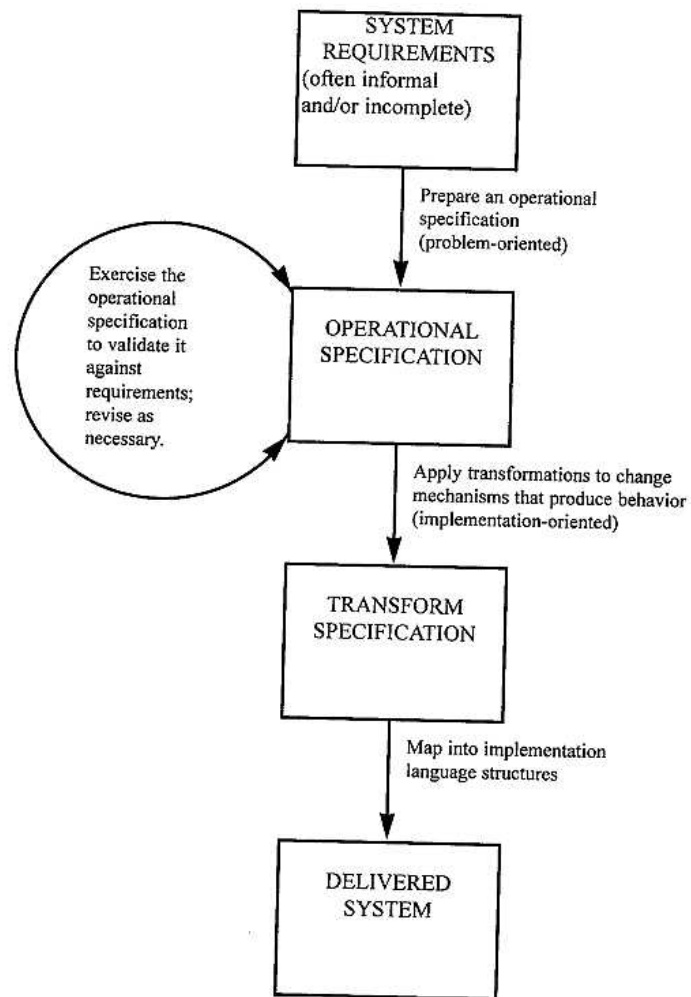 SYSTEM
REQUIREMENTS
(often informal
and/or incomplete)
Prepare an operational
specification
(problem-oriented)
Exercise the
operational
specification
to validate it
against
requirements;
revise as
necessary.
OPERATIONAL
SPECIFICATION
Apply transformations to change
mechanisms that produce behavior
(implementation-oriented)
TRANSFORM
SPECIFICATION
Map into implementation
language structures
DELIVERED
SYSTEM